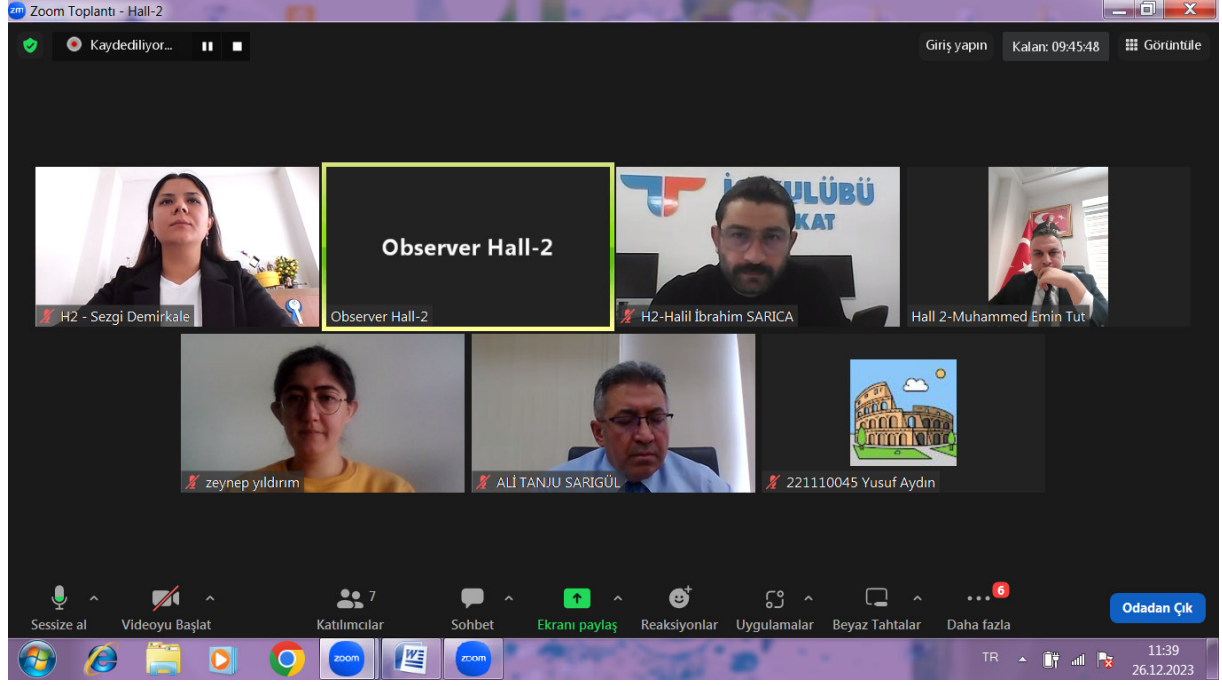 Zoom Toplantı - Hall-2
Kaydediliyor...
Giriş yapın
Kalan: 09:45:48
Görüntüle
H2 - Sezgi Demirkale
Observer Hall-2
Observer Hall-2
H2-Halil İbrahim SARICA
Hall 2-Muhammed Emin Tut
zeynep yıldırım
ALİ TANJU SARIGÜL
221110045 Yusuf Aydın
7
6
Sessize al
Videoyu Başlat
Katılımcılar
Sohbet
Ekranı paylaş
Reaksiyonlar
Uygulamalar
Beyaz Tahtalar
Daha fazla
Odadan Çık
zoom
zoom
TR
11:39
26.12.2023